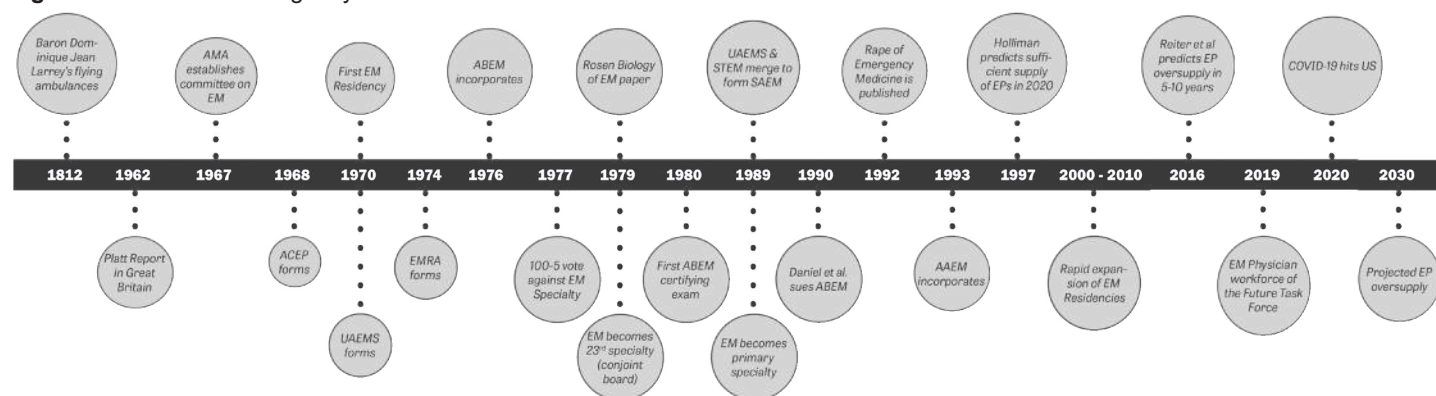 Baron Dom-
inique Jean
Larrey's flying
ambulances
AMA
establishes
committee on
EM
First EM
Residency
ABEM
incorporates
Rosen Biology
of EM paper
UAEMS &
STEM merge to
form SAEM
Rape of
Emergency
Medicine is
published
Holliman
predicts suffi-
cient supply
of EPs in 2020
Reiter et al
predicts EP
oversupply in
5-10 years
COVID-19 hits US
1812 1962 1967 1968 1970 1974 1976 1977 1979 1980 1989 1990 1992 1993 1997 2000 - 2010 2016 2019 2020 2030
Platt Report
in Great
Britain
ACEP
forms
UAEMS
forms
EMRA
forms
100-5 vote
against EM
Specialty
EM becomes
23rd specialty
(conjoint
board)
First ABEM
certifying
exam
EM becomes
primary
specialty
Daniel et al.
sues ABEM
AAEM
incorporates
Rapid expan-
sion of EM
Residencies
EM Physician
workforce of
the Future Task
Force
Projected EP
oversupply